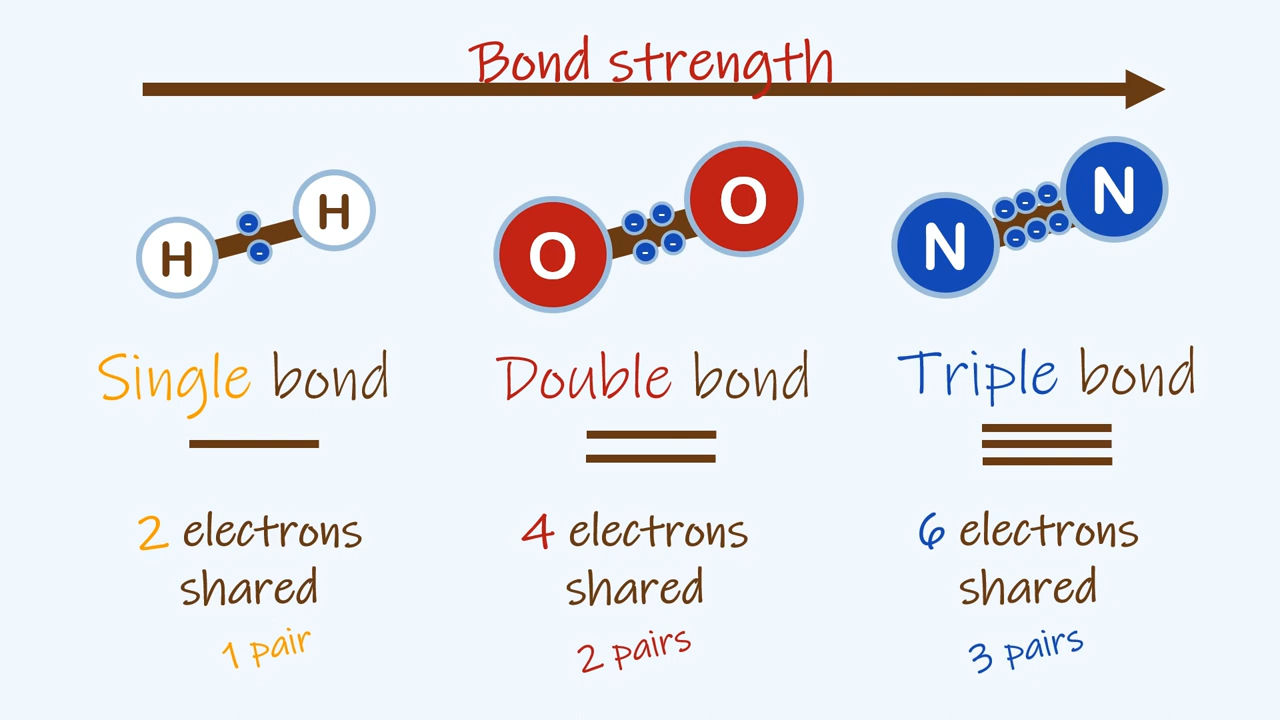 Bond strength
H - - H
O - - - - O
N - - - - - - N
Single bond
Double bond
Triple bond
2 electrons
shared
1 pair
4 electrons
shared
2 pairs
6 electrons
shared
3 pairs